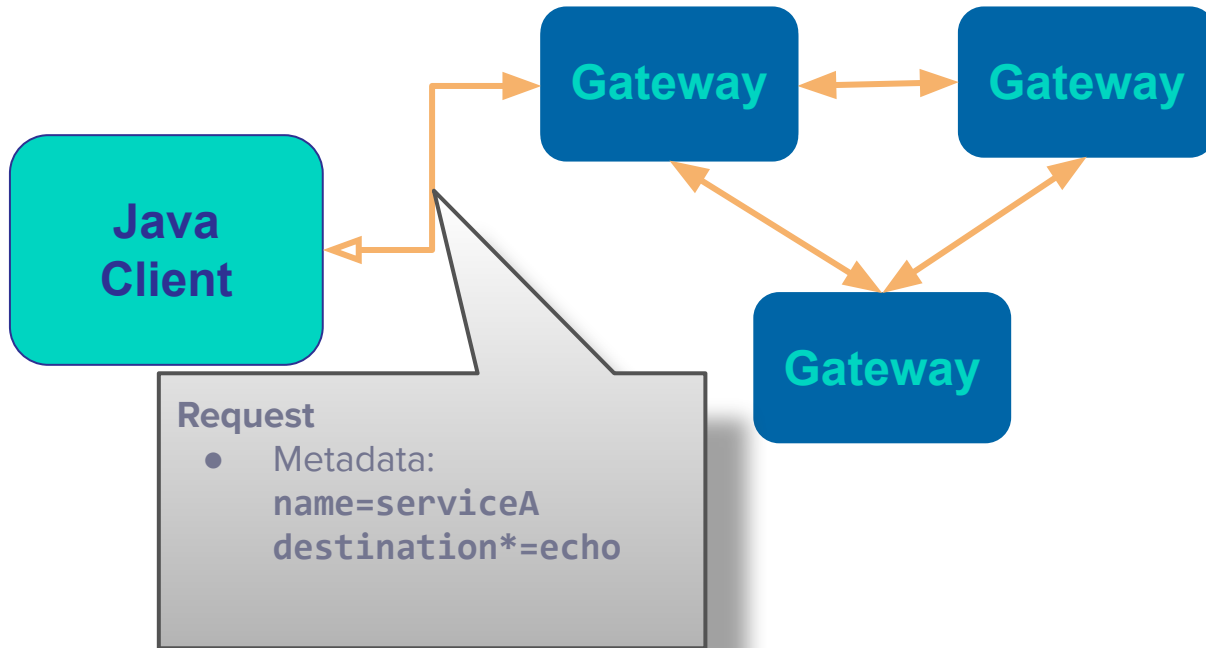 Gateway
Gateway
Java
Client
Gateway
Request
● Metadata:
name=serviceA
destination*=echo